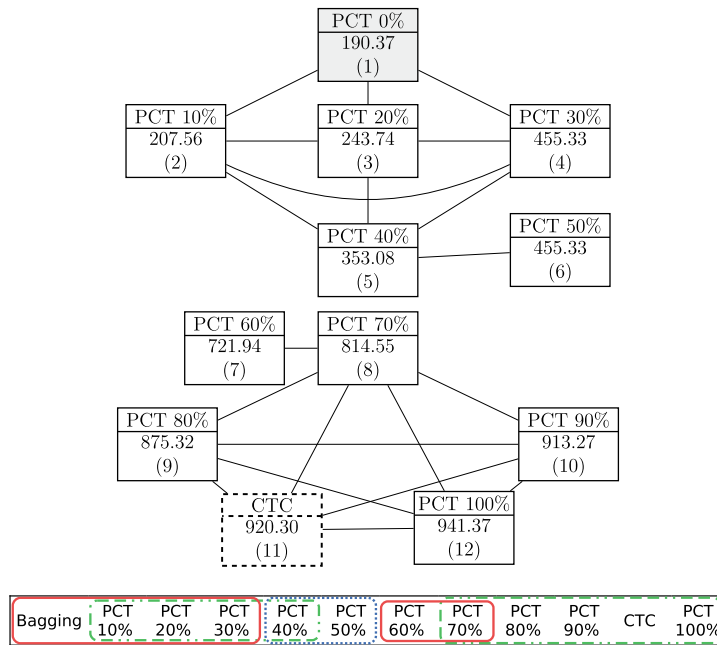 PCT 0%
190.37
(1)
PCT 10%
207.56
(2)
PCT 20%
243.74
(3)
PCT 30%
455.33
(4)
PCT 40%
353.08
(5)
PCT 50%
455.33
(6)
PCT 60%
721.94
(7)
PCT 70%
814.55
(8)
PCT 80%
875.32
(9)
PCT 90%
913.27
(10)
CTC
920.30
(11)
PCT 100%
941.37
(12)
Bagging
PCT
10%
PCT
20%
PCT
30%
PCT
40%
PCT
50%
PCT
60%
PCT
70%
PCT
80%
PCT
90%
CTC
PCT
100%